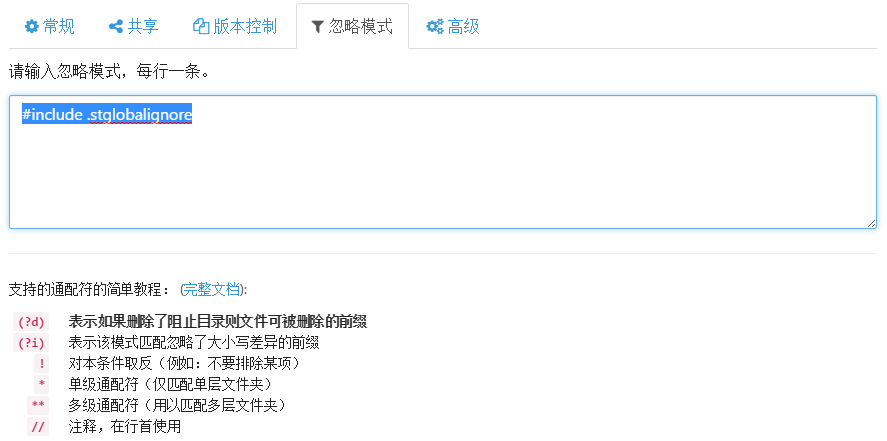 常规 共享 版本控制 忽略模式 高级
请输入忽略模式，每行一条。
#include .stglobalignore
支持的通配符的简单教程： (完整文档):
(?d) 表示如果删除了阻止目录则文件可被删除的前缀
(?i) 表示该模式匹配忽略了大小写差异的前缀
! 对本条件取反（例如：不要排除某项）
* 单级通配符（仅匹配单层文件夹）
** 多级通配符（用以匹配多层文件夹）
// 注释，在行首使用